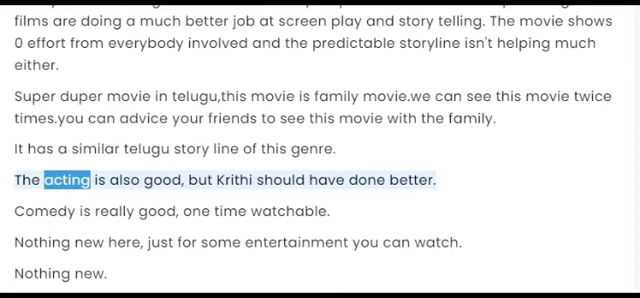 films are doing a much better job at screen play and story telling. The movie shows
0 effort from everybody involved and the predictable storyline isn't helping much
either.
Super duper movie in telugu,this movie is family movie.we can see this movie twice
times.you can advice your friends to see this movie with the family.
It has a similar telugu story line of this genre.
The acting is also good, but Krithi should have done better.
Comedy is really good, one time watchable.
Nothing new here, just for some entertainment you can watch.
Nothing new.